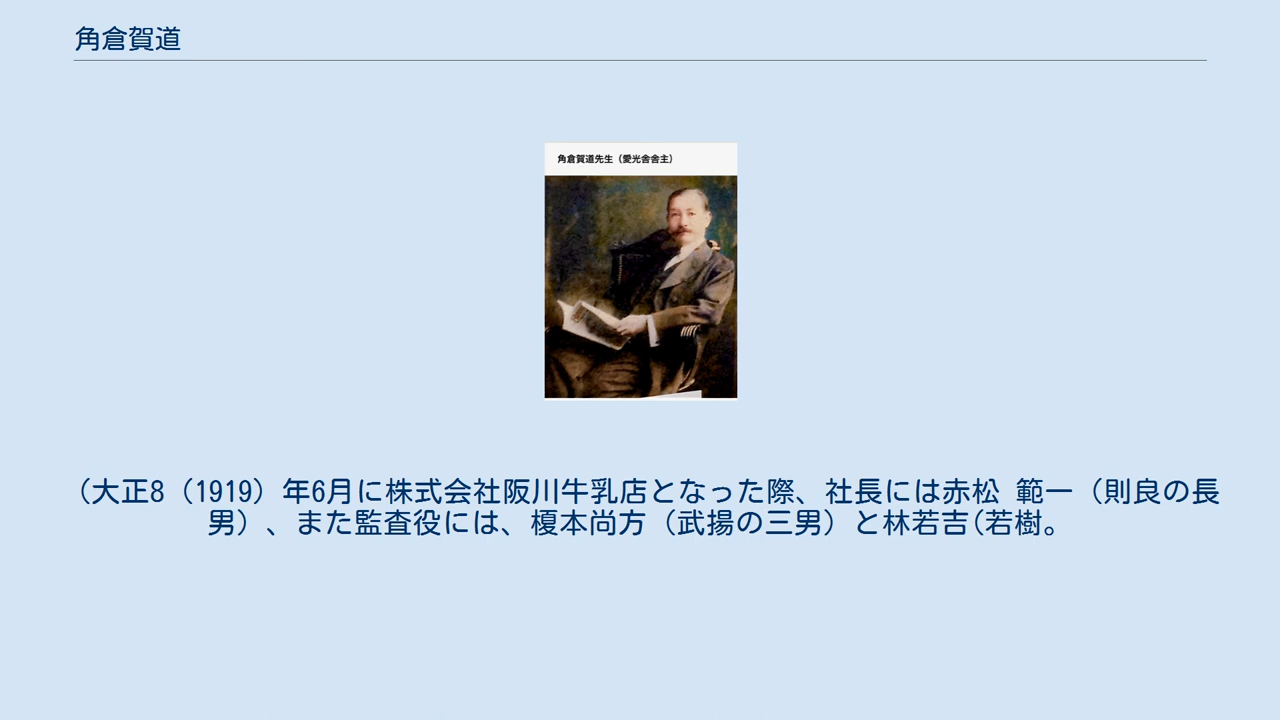 角倉賀道
角倉賀道先生（愛光舎舎主）
（大正8（1919）年6月に株式会社阪川牛乳店となった際、社長には赤松 範一（則良の長
男）、また監査役には、榎本尚方（武揚の三男）と林若吉(若樹。